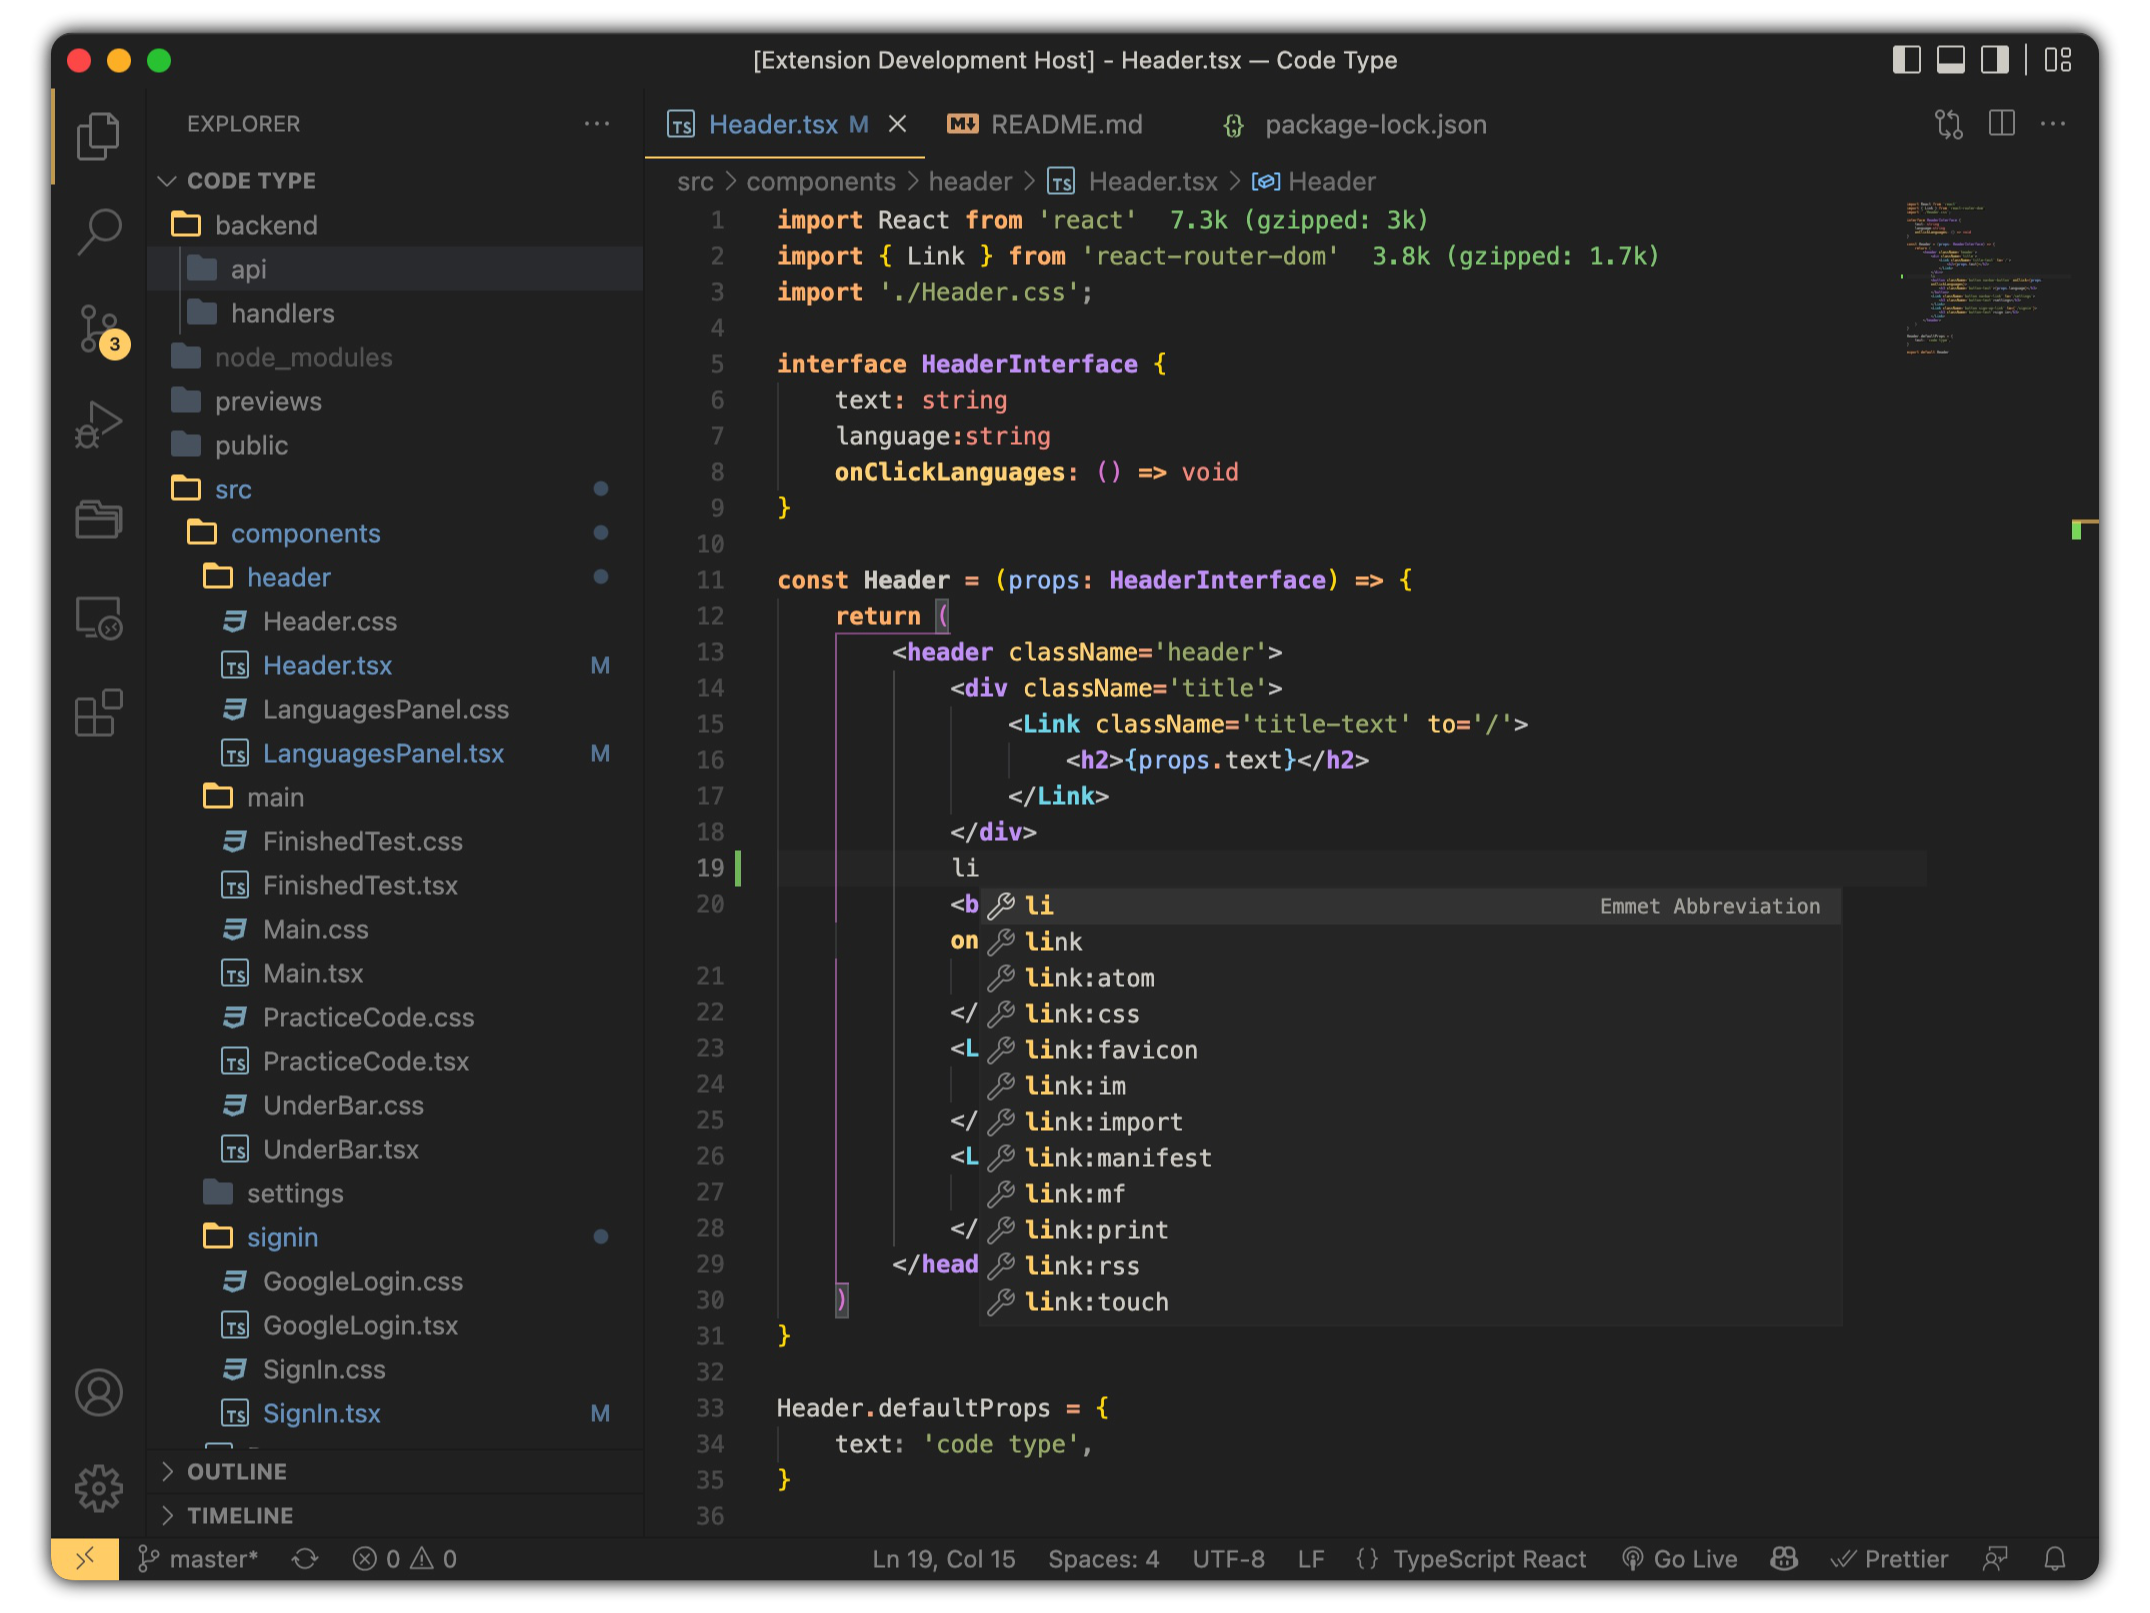 [Extension Development Host] - Header.tsx — Code Type
EXPLORER
CODE TYPE
backend
api
handlers
node_modules
previews
public
src
components
header
Header.css
TS Header.tsx M
LanguagesPanel.css
TS LanguagesPanel.tsx M
main
FinishedTest.css
TS FinishedTest.tsx
Main.css
TS Main.tsx
PracticeCode.css
TS PracticeCode.tsx
UnderBar.css
TS UnderBar.tsx
settings
signin
GoogleLogin.css
TS GoogleLogin.tsx
SignIn.css
TS SignIn.tsx M
OUTLINE
TIMELINE
3
TS Header.tsx M
M README.md
package-lock.json
src > components > header > TS Header.tsx > Header
1 import React from 'react' 7.3k (gzipped: 3k)
2 import { Link } from 'react-router-dom' 3.8k (gzipped: 1.7k)
3 import './Header.css';
4
5 interface HeaderInterface {
6 text: string
7 language:string
8 onClickLanguages: () => void
9 }
10
11 const Header = (props: HeaderInterface) => {
12 return (
13 <header className='header'>
14 <div className='title'>
15 <Link className='title-text' to='/'>
16 <h2>{props.text}</h2>
17 </Link>
18 </div>
19 li
20 <b
on
21
22 </
23 <L
24
25 </
26 <L
27
28 </
29 </head
30 )
31 }
32
33 Header.defaultProps = {
34 text: 'code type',
35 }
36
li Emmet Abbreviation
link
link:atom
link:css
link:favicon
link:im
link:import
link:manifest
link:mf
link:print
link:rss
link:touch
master* 0 0 Ln 19, Col 15 Spaces: 4 UTF-8 LF {} TypeScript React Go Live Prettier